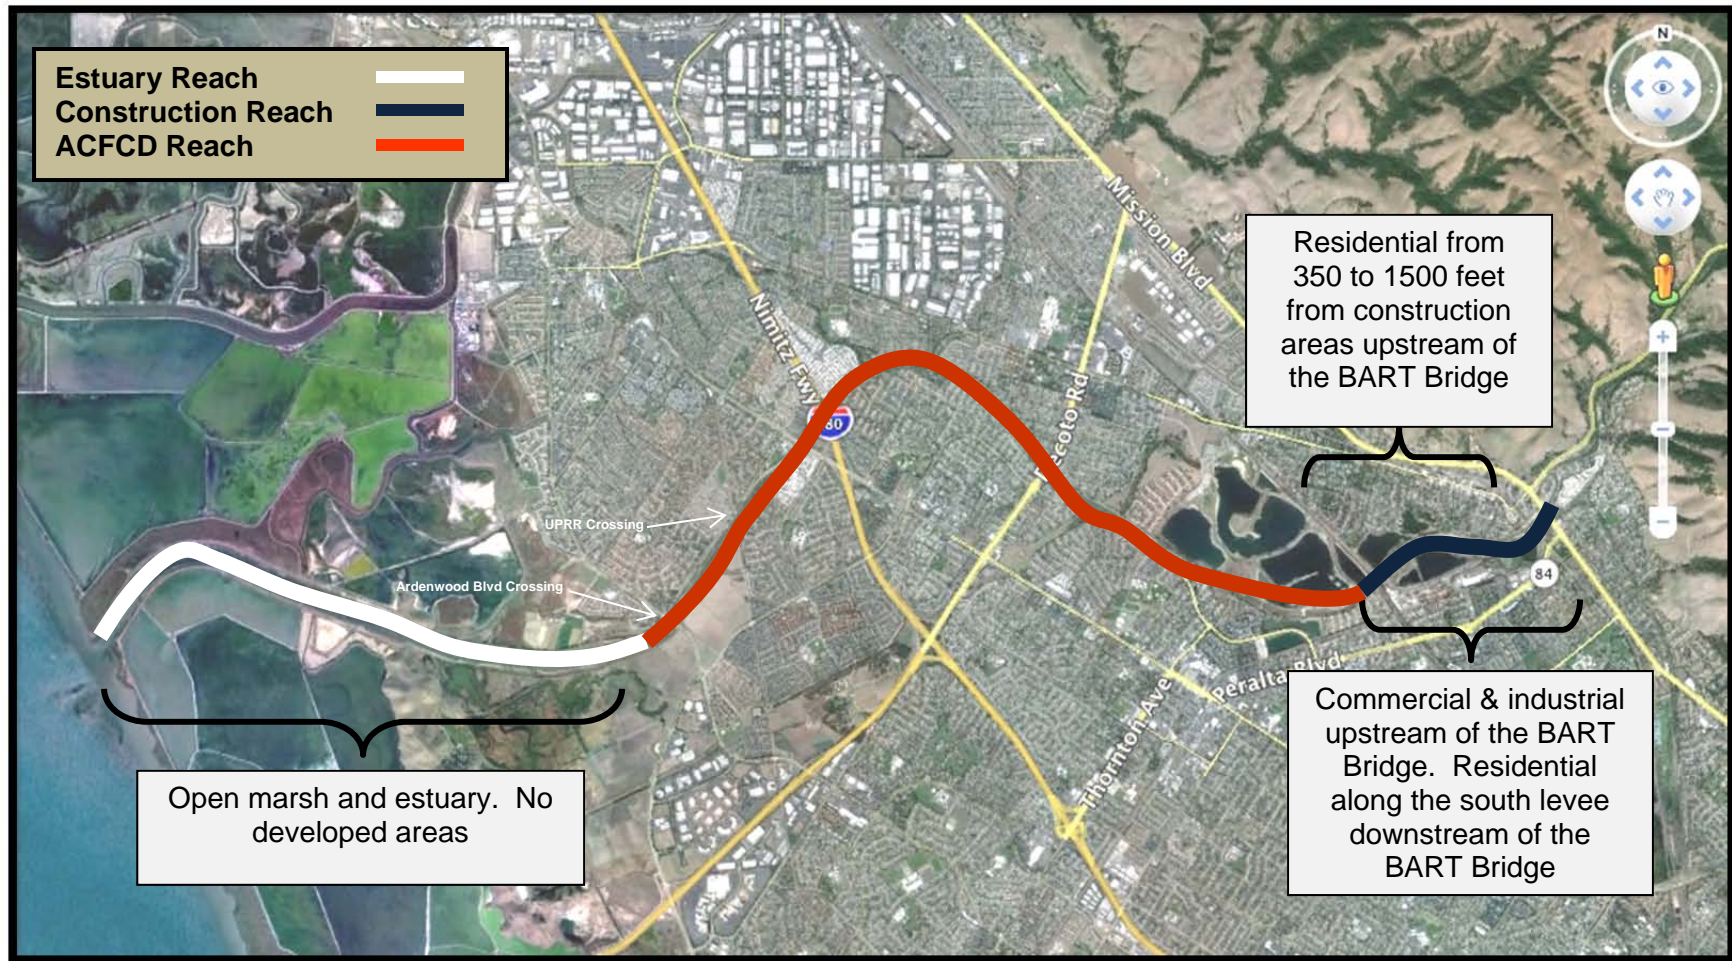 Estuary Reach
Construction Reach
ACFCD Reach
N
Mission Blvd
Residential from
350 to 1500 feet
from construction
areas upstream of
the BART Bridge
Nimitz Fwy
80
Decoto Rd
UPRR Crossing
Ardenwood Blvd Crossing
84
Peralta Blvd
Thornton Ave
Open marsh and estuary.  No
developed areas
Commercial & industrial
upstream of the BART
Bridge.  Residential
along the south levee
downstream of the
BART Bridge